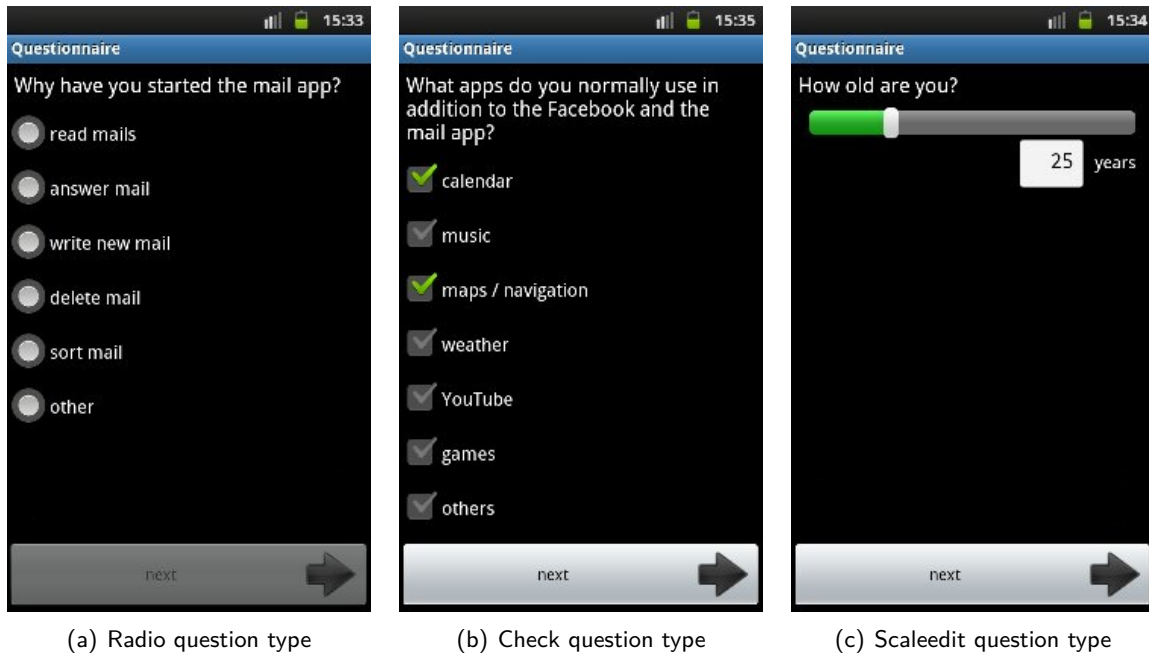 15:33
Questionnaire
Why have you started the mail app?
read mails
answer mail
write new mail
delete mail
sort mail
other
next
(a) Radio question type
15:35
Questionnaire
What apps do you normally use in
addition to the Facebook and the
mail app?
calendar
music
maps / navigation
weather
YouTube
games
others
next
(b) Check question type
15:34
Questionnaire
How old are you?
25 years
next
(c) Scaleedit question type